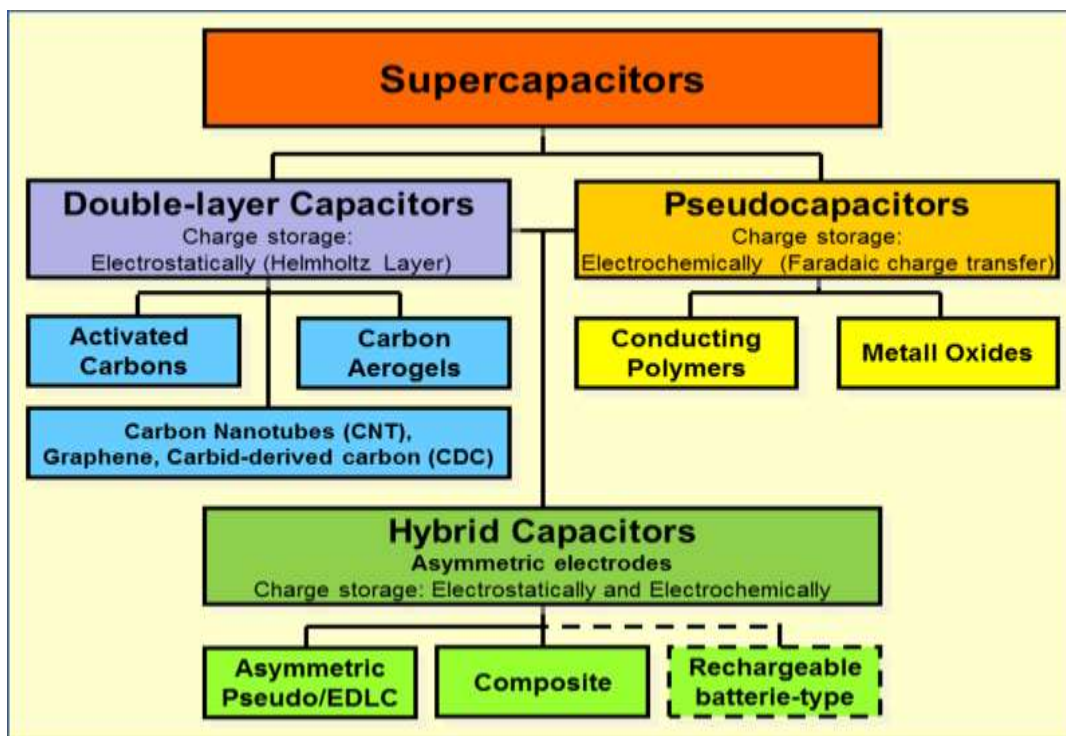 Supercapacitors
Double-layer Capacitors
Charge storage:
Electrostatically (Helmholtz Layer)
Pseudocapacitors
Charge storage:
Electrochemically (Faradaic charge transfer)
Activated
Carbons
Carbon
Aerogels
Conducting
Polymers
Metall Oxides
Carbon Nanotubes (CNT),
Graphene, Carbid-derived carbon (CDC)
Hybrid Capacitors
Asymmetric electrodes
Charge storage: Electrostatically and Electrochemically
Asymmetric
Pseudo/EDLC
Composite
Rechargeable
batterie-type